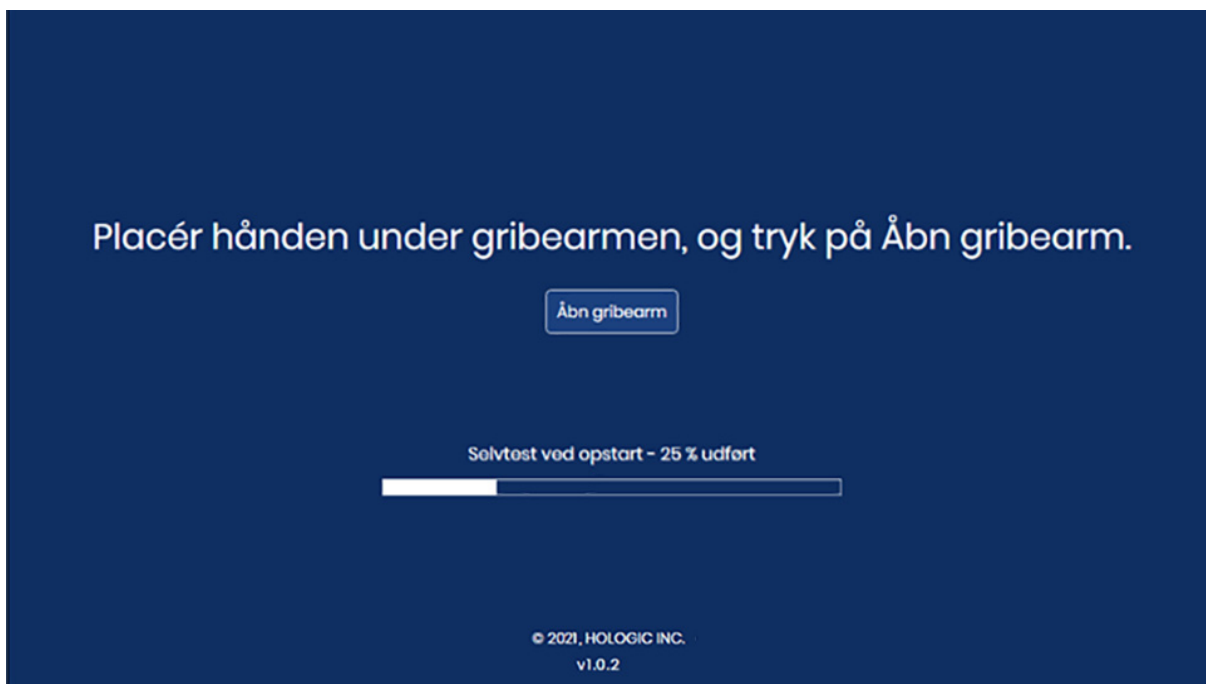 Placér hånden under gribearmen, og tryk på Åbn gribearm.
Åbn gribearm
Selvtest ved opstart - 25 % udført
© 2021, HOLOGIC INC.
v1.0.2